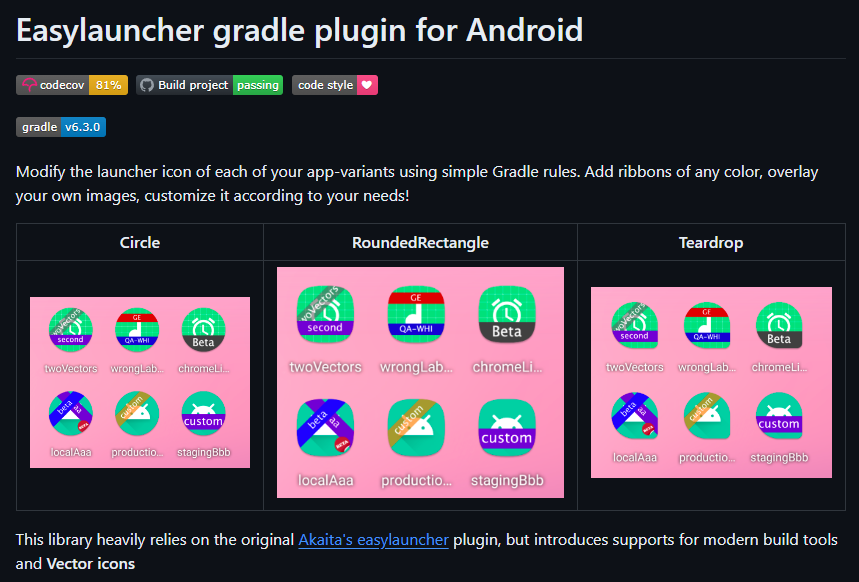 Easylauncher gradle plugin for Android
codecov 81% Build project passing code style
gradle v6.3.0
Modify the launcher icon of each of your app-variants using simple Gradle rules. Add ribbons of any color, overlay
your own images, customize it according to your needs!
Circle RoundedRectangle Teardrop
twoVectors second GE QA-WHI Beta
twoVectors wrongLab... chromeLi...
beta aa BETA custom custom
localAaa productio... stagingBbb
second GE QA-WHI Beta
twoVectors wrongLab... chromeLi...
beta aa BETA custom custom
localAaa productio... stagingBbb
twoVectors second GE QA-WHI Beta
twoVectors wrongLab... chromeLi...
beta aa custom custom
localAaa productio... stagingBbb
This library heavily relies on the original Akaita's easylauncher plugin, but introduces supports for modern build tools
and Vector icons